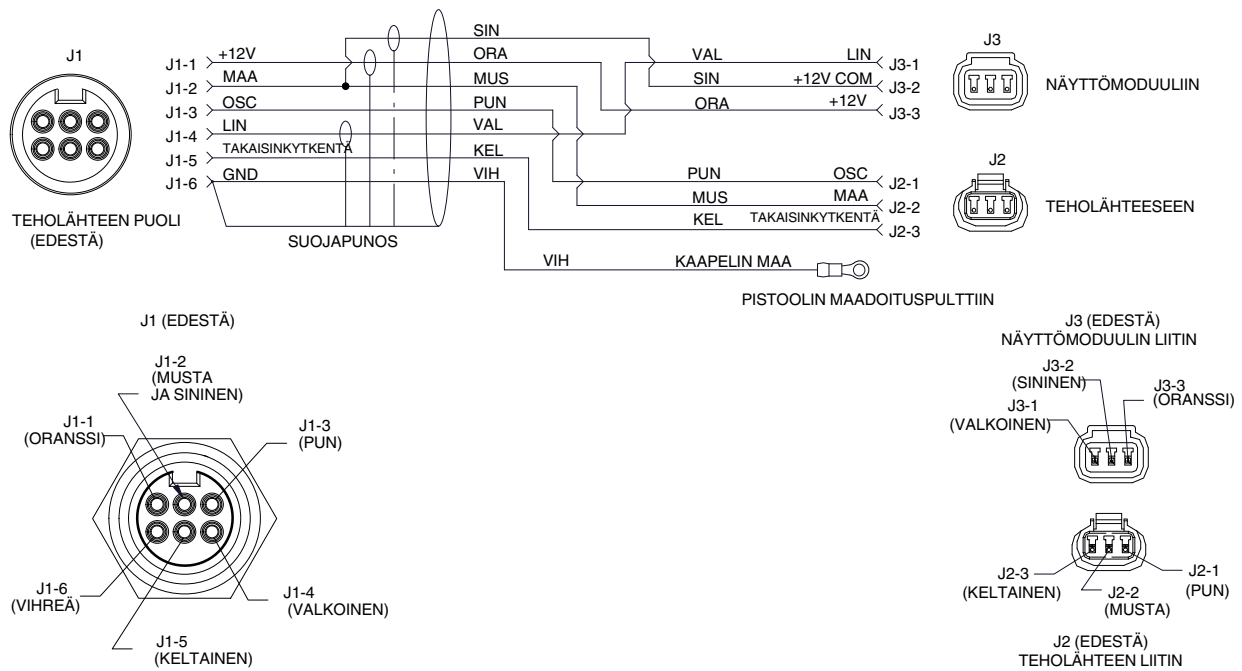 J1
J1-1 +12V
J1-2 MAA
J1-3 OSC
J1-4 LIN
J1-5 TAKAISINKYTKENTÄ
J1-6 GND
TEHOLÄHTEEN PUOLI
(EDESTÄ)
SUOJAPUNOS
SIN
ORA
MUS
PUN
VAL
KEL
VIH
VAL LIN J3-1
SIN +12V COM J3-2
ORA +12V J3-3
J3
NÄYTTÖMODUULIIN
PUN OSC J2-1
MUS MAA J2-2
KEL TAKAISINKYTKENTÄ J2-3
J2
TEHOLÄHTEESEEN
VIH KAAPELIN MAA
PISTOOLIN MAADOITUSPULTTIIN
J1 (EDESTÄ)
J1-2
(MUSTA
JA SININEN)
J1-1
(ORANSSI)
J1-3
(PUN)
J1-6
(VIHREÄ)
J1-4
(VALKOINEN)
J1-5
(KELTAINEN)
J3 (EDESTÄ)
NÄYTTÖMODUULIN LIITIN
J3-2
(SININEN)
J3-3
(ORANSSI)
J3-1
(VALKOINEN)
J2-3
(KELTAINEN)
J2-2
(MUSTA)
J2-1
(PUN)
J2 (EDESTÄ)
TEHOLÄHTEEN LIITIN